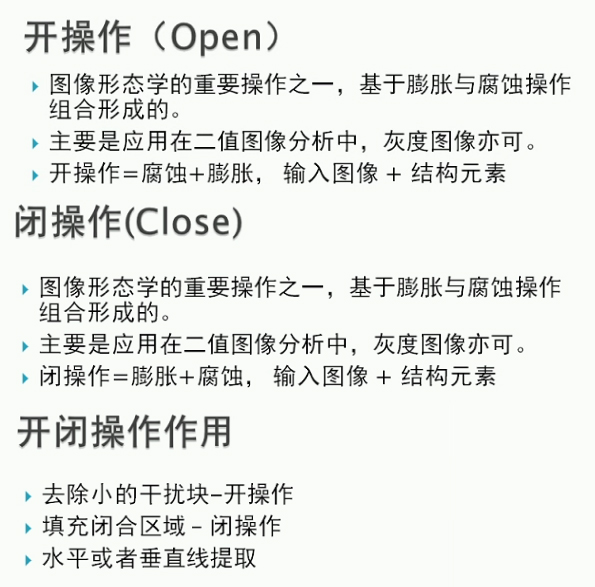 开操作（Open）
图像形态学的重要操作之一，基于膨胀与腐蚀操作
组合形成的。
主要是应用在二值图像分析中，灰度图像亦可。
开操作=腐蚀+膨胀， 输入图像 + 结构元素
闭操作(Close)
图像形态学的重要操作之一，基于膨胀与腐蚀操作
组合形成的。
主要是应用在二值图像分析中，灰度图像亦可。
闭操作=膨胀+腐蚀， 输入图像 + 结构元素
开闭操作作用
去除小的干扰块-开操作
填充闭合区域 – 闭操作
水平或者垂直线提取